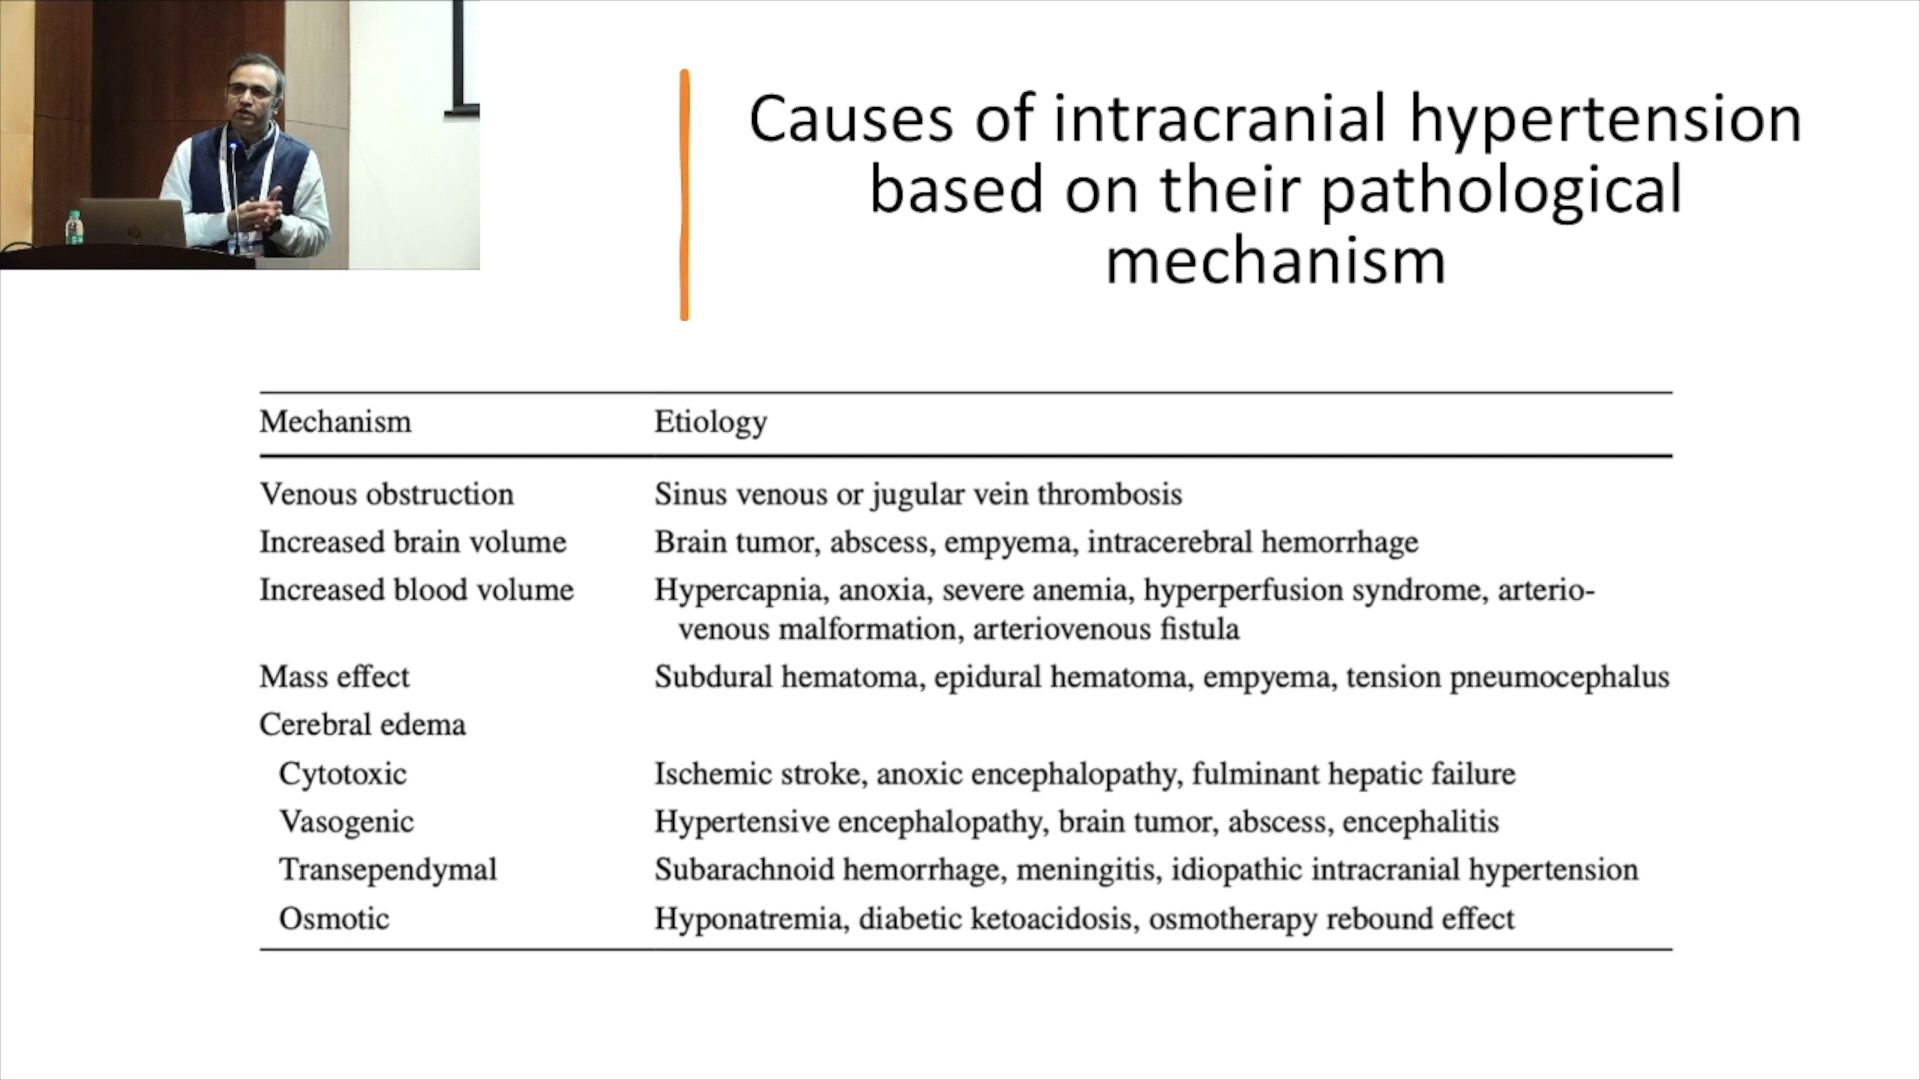 Causes of intracranial hypertension
based on their pathological
mechanism
Mechanism Etiology
Venous obstruction Sinus venous or jugular vein thrombosis
Increased brain volume Brain tumor, abscess, empyema, intracerebral hemorrhage
Increased blood volume Hypercapnia, anoxia, severe anemia, hyperperfusion syndrome, arterio-
venous malformation, arteriovenous fistula
Mass effect Subdural hematoma, epidural hematoma, empyema, tension pneumocephalus
Cerebral edema
Cytotoxic Ischemic stroke, anoxic encephalopathy, fulminant hepatic failure
Vasogenic Hypertensive encephalopathy, brain tumor, abscess, encephalitis
Transependymal Subarachnoid hemorrhage, meningitis, idiopathic intracranial hypertension
Osmotic Hyponatremia, diabetic ketoacidosis, osmotherapy rebound effect